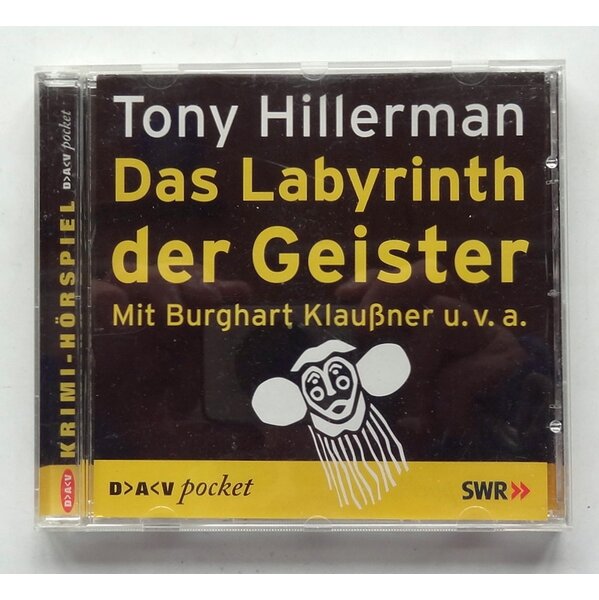 Tony Hillerman
Das Labyrinth
der Geister
Mit Burghart Klaußner u. v. a.
D>A<V pocket
SWR>>
D>A<V KRIMI-HÖRSPIEL D>A<V pocket